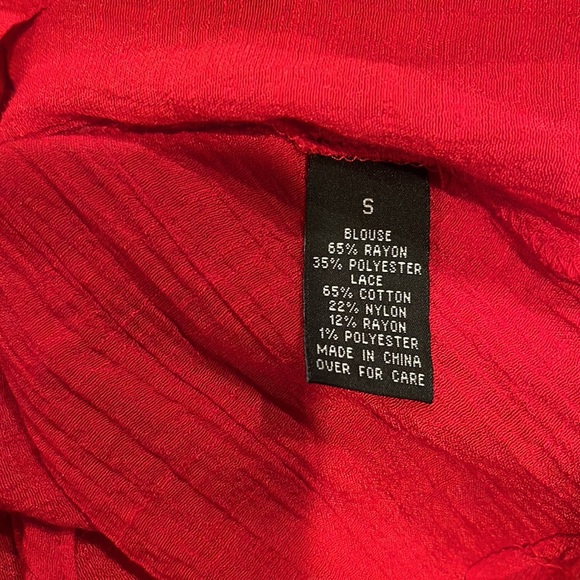 S
BLOUSE
65% RAYON
35% POLYESTER
LACE
65% COTTON
22% NYLON
12% RAYON
1% POLYESTER
MADE IN CHINA
OVER FOR CARE